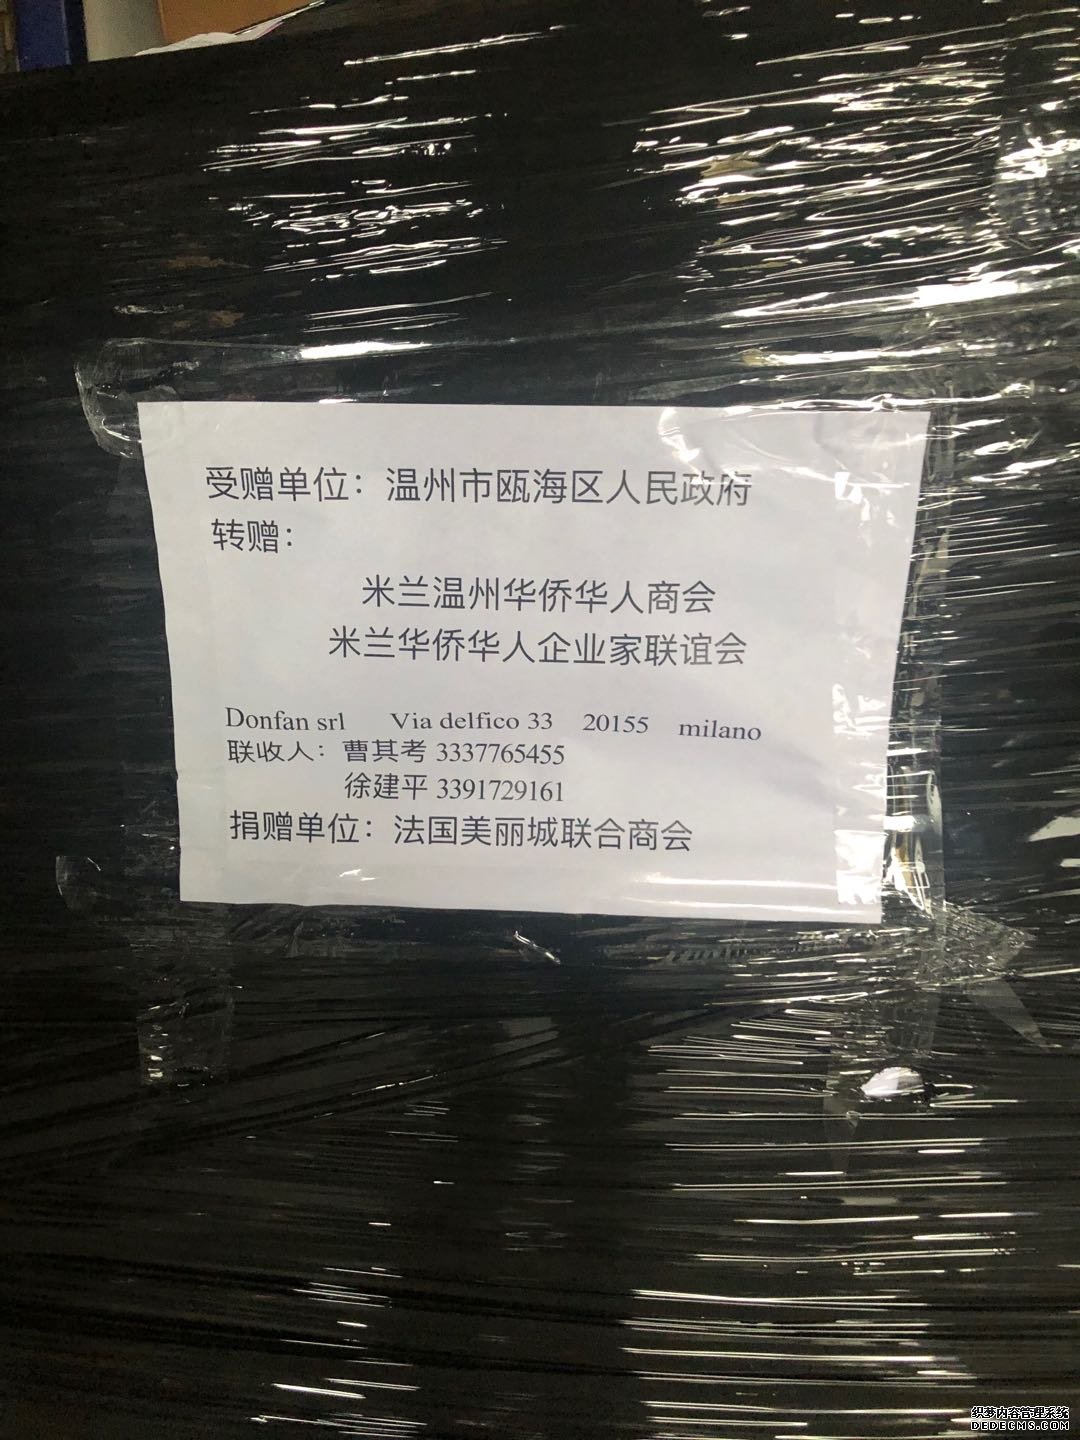 受赠单位：温州市瓯海区人民政府
转赠：
米兰温州华侨华人商会
米兰华侨华人企业家联谊会
Donfan srl Via delfico 33 20155 milano
联收人：曹其考 3337765455
徐建平 3391729161
捐赠单位：法国美丽城联合商会
织梦内容管理系统
DEDECMS.COM